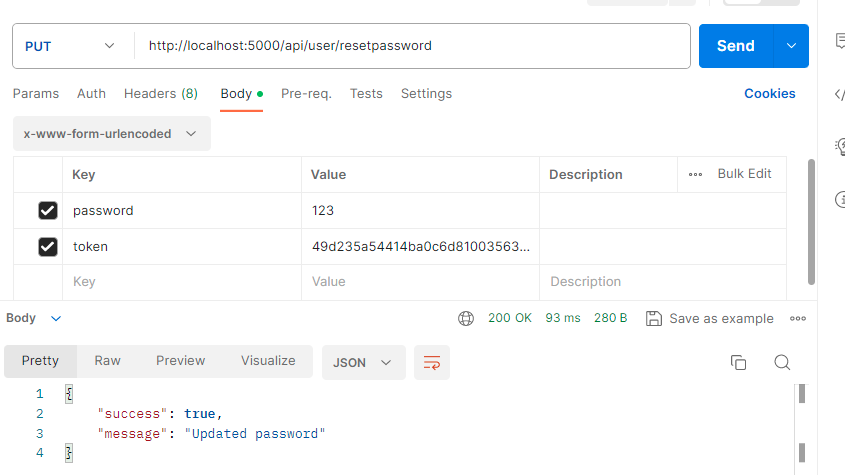 PUT http://localhost:5000/api/user/resetpassword Send
Params Auth Headers (8) Body Pre-req. Tests Settings Cookies
x-www-form-urlencoded
Key Value Description Bulk Edit
password 123
token 49d235a54414ba0c6d81003563...
Key Value Description
Body 200 OK 93 ms 280 B Save as example
Pretty Raw Preview Visualize JSON
1 {
2 "success": true,
3 "message": "Updated password"
4 }